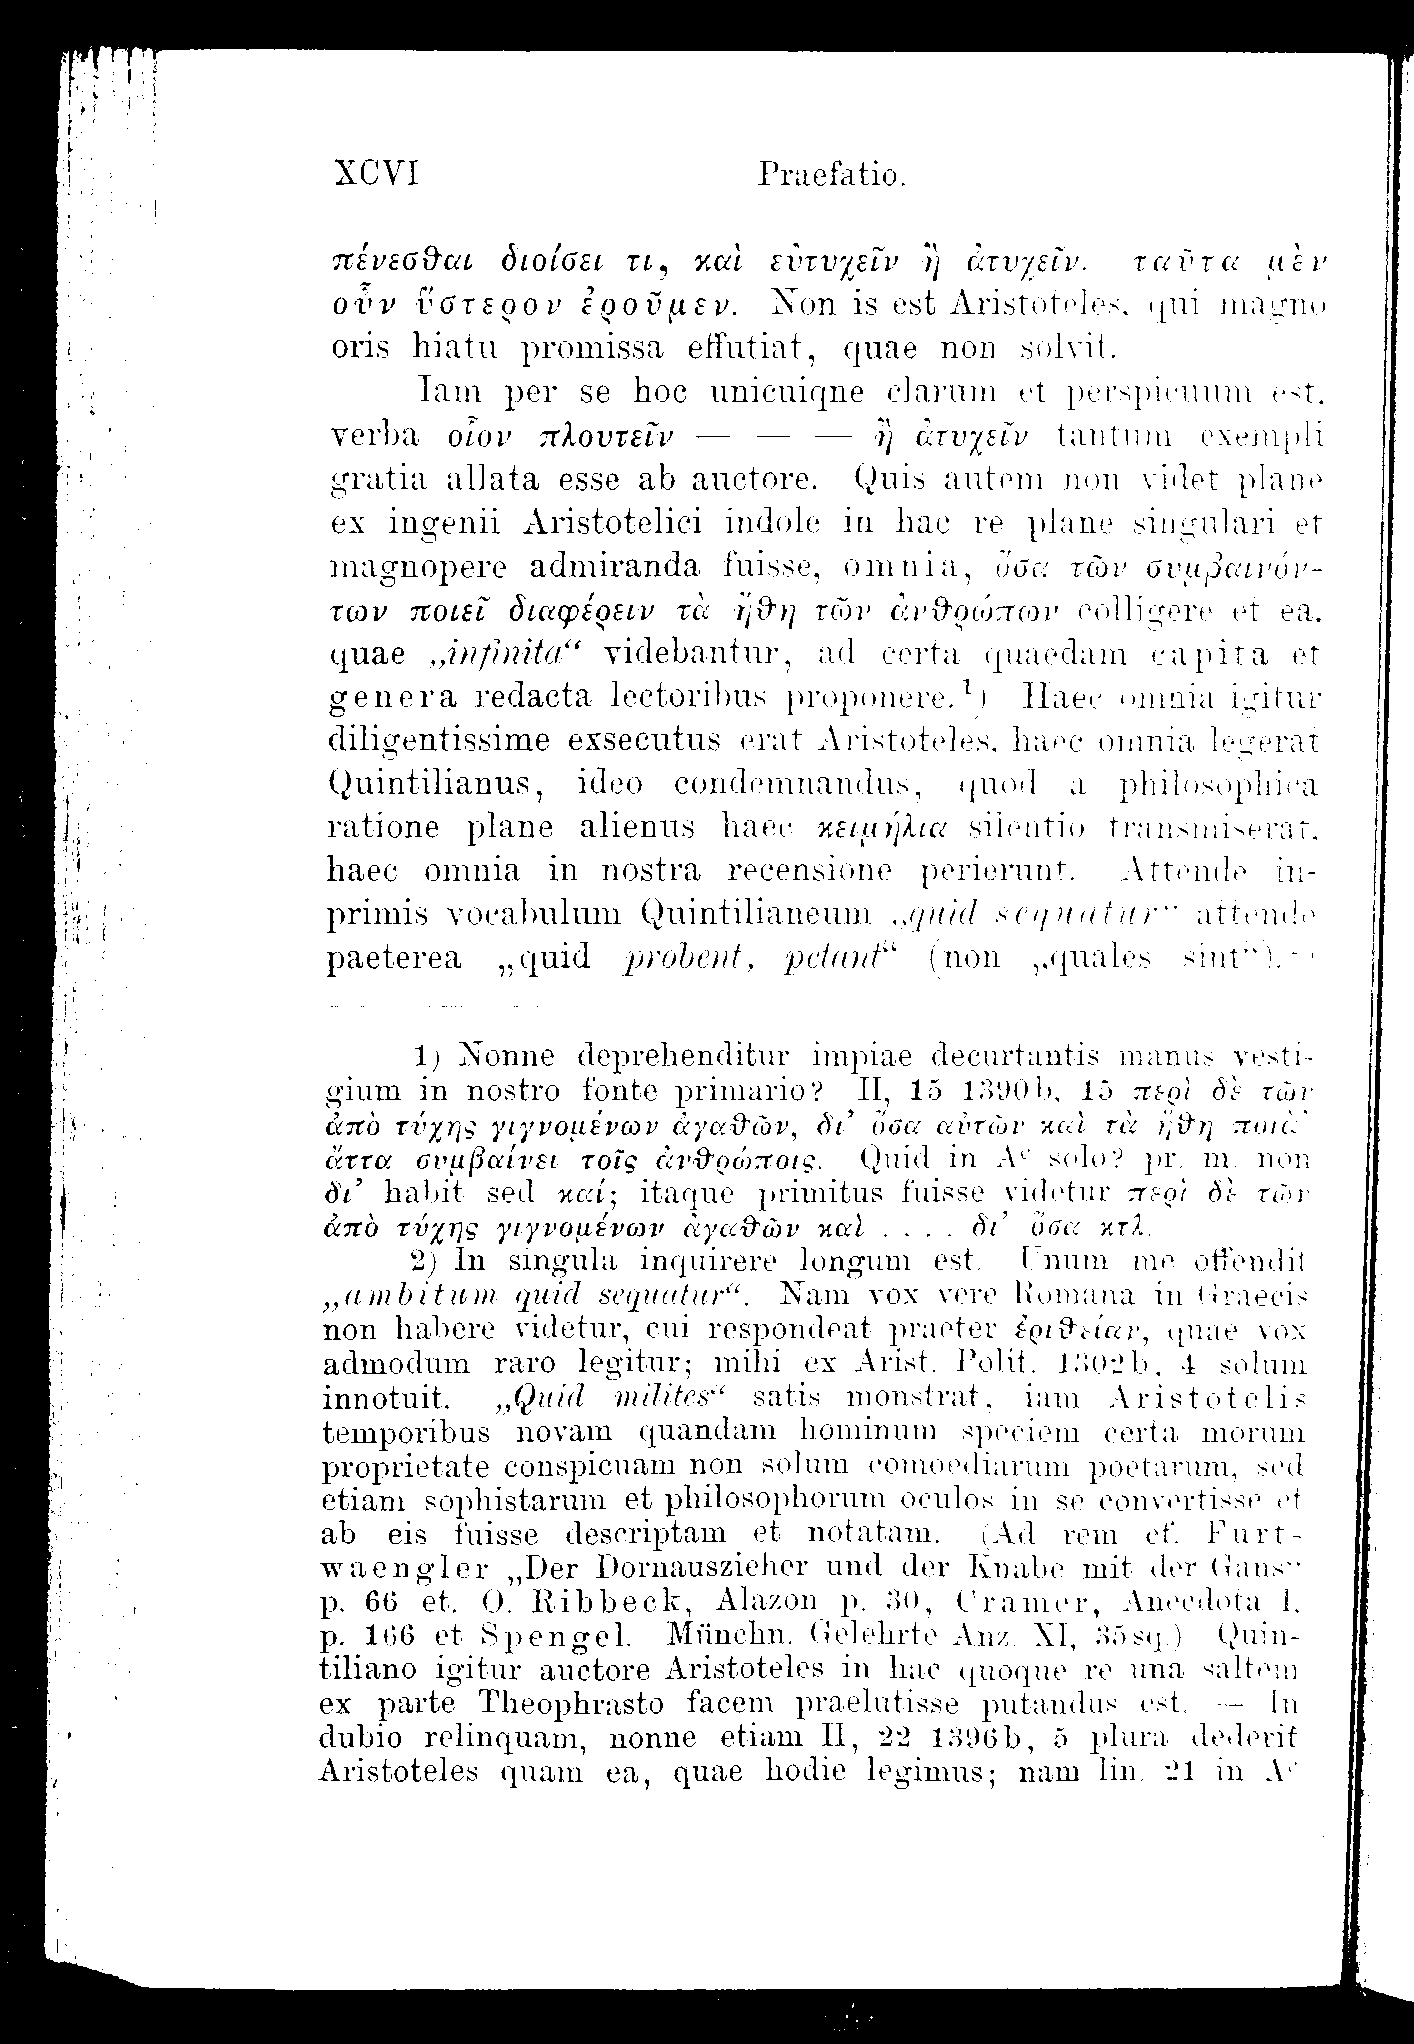 XCVI Praefatio.
πένεσθαι διοίσει τι, καὶ εὐτυχεῖν ἢ ἀτυχεῖν. ταῦτα μὲν
οὖν ὕστερον ἐροῦμεν. Non is est Aristoteles, qui magno
oris hiatu promissa effutiat, quae non solvit.
Iam per se hoc unicuique clarum et perspicuum est,
verba οἷον πλουτεῖν — — — ἢ ἀτυχεῖν tantum exempli
gratia allata esse ab auctore. Quis autem non videt plane
ex ingenii Aristotelici indole in hac re plane singulari et
magnopere admiranda fuisse, omnia, ὅσα τῶν συμβαινόν-
των ποιεῖ διαφέρειν τὰ ἤθη τῶν ἀνθρώπων colligere et ea,
quae „infinita“ videbantur, ad certa quaedam capita et
genera redacta lectoribus proponere.¹) Haec omnia igitur
diligentissime exsecutus erat Aristoteles, haec omnia legerat
Quintilianus, ideo condemnandus, quod a philosophica
ratione plane alienus haec κειμήλια silentio transmiserat,
haec omnia in nostra recensione perierunt. Attende in-
primis vocabulum Quintilianeum „quid sequatur“ attende
paeterea „quid probent, petant“ (non „quales sint“).²)
1) Nonne deprehenditur impiae decurtantis manus vesti-
gium in nostro fonte primario? II, 15 1390b, 15 περὶ δὲ τῶν
ἀπὸ τύχης γιγνομένων ἀγαθῶν, δι’ ὅσα αὐτῶν καὶ τὰ ἤθη ποιὰ
ἄττα συμβαίνει τοῖς ἀνθρώποις. Quid in Aᶜ solo? pr. m. non
δι’ habit sed καί; itaque primitus fuisse videtur περὶ δὲ τῶν
ἀπὸ τύχης γιγνομένων ἀγαθῶν καὶ . . . . δι’ ὅσα κτλ.
2) In singula inquirere longum est. Unum me offendit
„ambitum quid sequatur“. Nam vox vere Romana in Graecis
non habere videtur, cui respondeat praeter ἐριθείαν, quae vox
admodum raro legitur; mihi ex Arist. Polit. 1302b, 4 solum
innotuit. „Quid milites“ satis monstrat, iam Aristotelis
temporibus novam quandam hominum speciem certa morum
proprietate conspicuam non solum comoediarum poetarum, sed
etiam sophistarum et philosophorum oculos in se convertisse et
ab eis fuisse descriptam et notatam. (Ad rem cf. Furt-
waengler „Der Dornauszieher und der Knabe mit der Gans“
p. 66 et. O. Ribbeck, Alazon p. 30, Cramer, Anecdota I,
p. 166 et Spengel. Münchn. Gelehrte Anz. XI, 35sq.) Quin-
tiliano igitur auctore Aristoteles in hac quoque re una saltem
ex parte Theophrasto facem praelutisse putandus est. — In
dubio relinquam, nonne etiam II, 22 1396b, 5 plura dederit
Aristoteles quam ea, quae hodie legimus; nam lin. 21 in Aᶜ